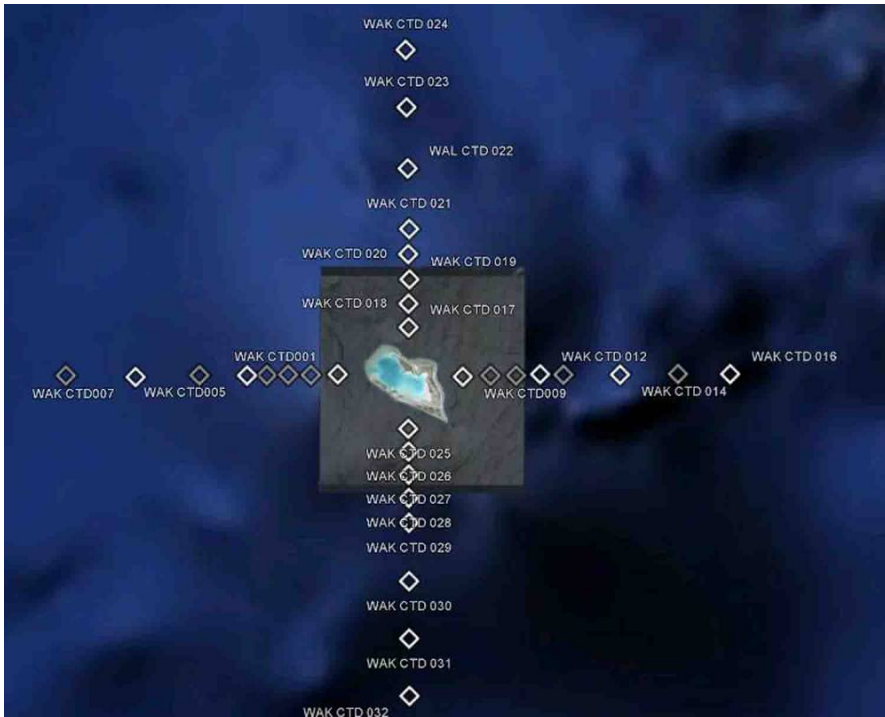 WAK CTD 024
WAK CTD 023
WAL CTD 022
WAK CTD 021
WAK CTD 020
WAK CTD 019
WAK CTD 018
WAK CTD 017
WAK CTD001
WAK CTD 012
WAK CTD 016
WAK CTD007
WAK CTD005
WAK CTD009
WAK CTD 014
WAK CTD 025
WAK CTD 026
WAK CTD 027
WAK CTD 028
WAK CTD 029
WAK CTD 030
WAK CTD 031
WAK CTD 032